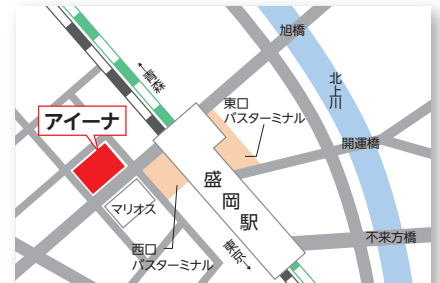 旭橋
北上川
←青森
東口
バスターミナル
アイーナ
開運橋
盛岡駅
マリオス
不来方橋
西口
バスターミナル
東京→